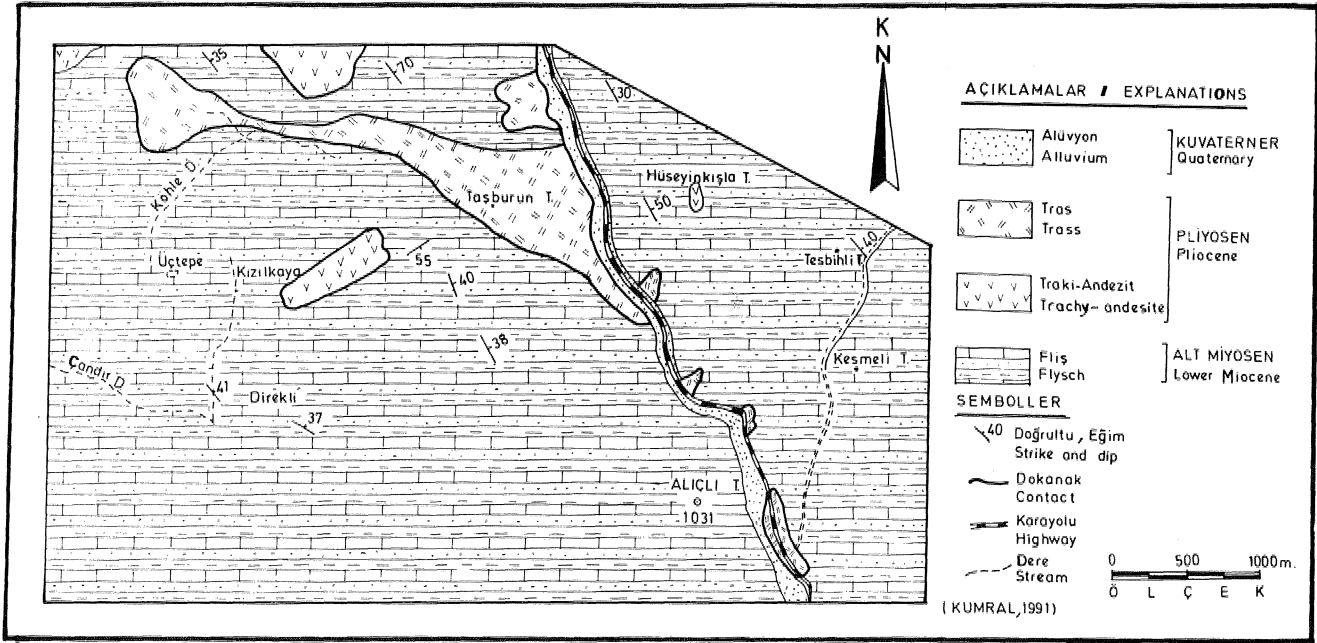 35
70
30
Kohle D.
Taşburun T.
Hüseyinkışla T.
50
40
Tesbihli T.
Üçtepe
Kızılkaya
55
40
38
Keşmeli T.
Çandır D.
41
Direkli
37
ALIÇLI T.
1031
K
N
AÇIKLAMALAR / EXPLANATIONS
Alüvyon
Alluvium
KUVATERNER
Quaternary
Tras
Trass
PLİYOSEN
Pliocene
Traki-Andezit
Trachy-andesite
Fliş
Flysch
ALT MİYOSEN
Lower Miocene
SEMBOLLER
40
Doğrultu, Eğim
Strike and dip
Dokanak
Contact
Karayolu
Highway
Dere
Stream
0 500 1000 m.
Ö L Ç E K
(KUMRAL, 1991)